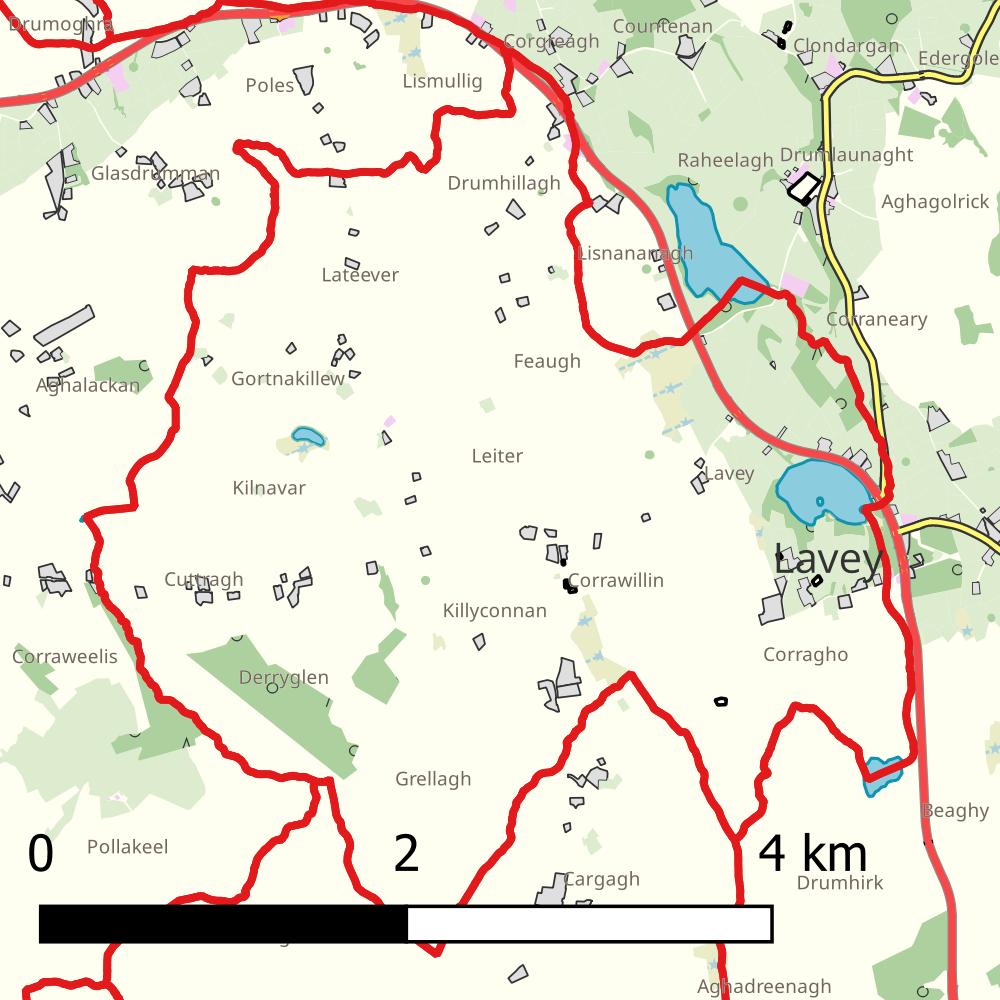 Drumoghra
Countenan
Corgreagh
Clondargan
Edergole
Poles
Lismullig
Raheelagh
Drumlaunaght
Glasdrumman
Drumhillagh
Aghagolrick
Lisnananagh
Lateever
Corraneary
Feaugh
Gortnakillew
Aghalackan
Leiter
Lavey
Kilnavar
Lavey
Cuttragh
Corrawillin
Killyconnan
Corraweelis
Corragho
Derryglen
Grellagh
Beaghy
Pollakeel
0
2
4 km
Cargagh
Drumhirk
Aghadreenagh